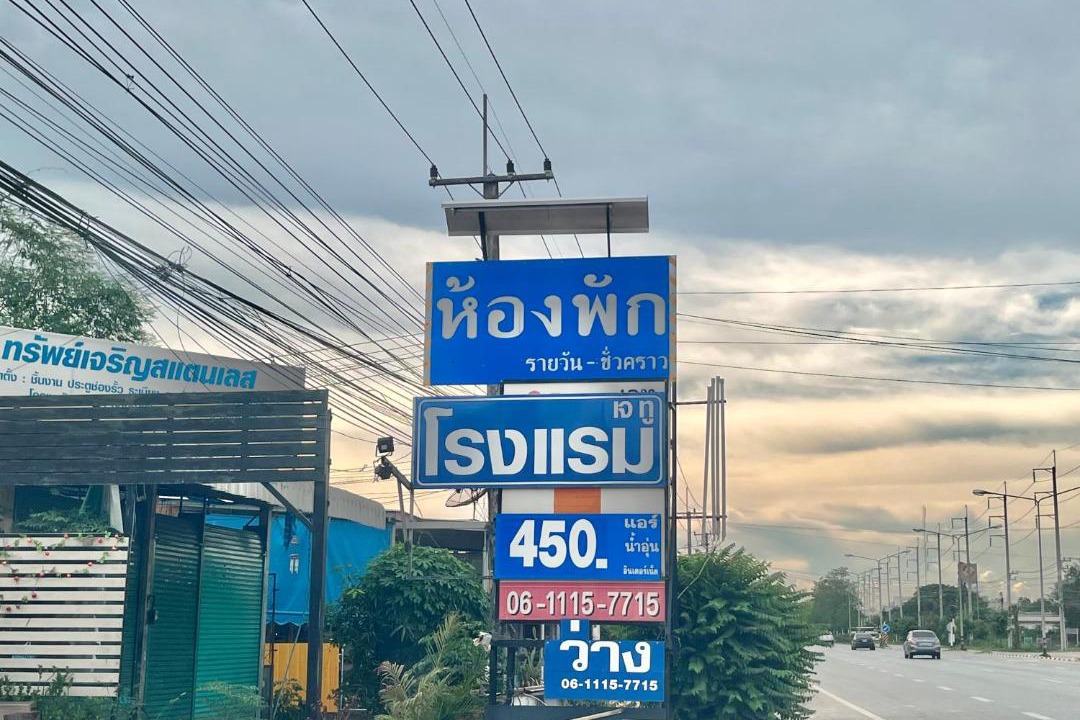 ทรัพย์เจริญสแตนเลส
ห้องพัก
รายวัน - ชั่วคราว
เจ ทู
โรงแรม
450.-
แอร์
น้ำอุ่น
อินเตอร์เน็ต
06-1115-7715
ว่าง
06-1115-7715